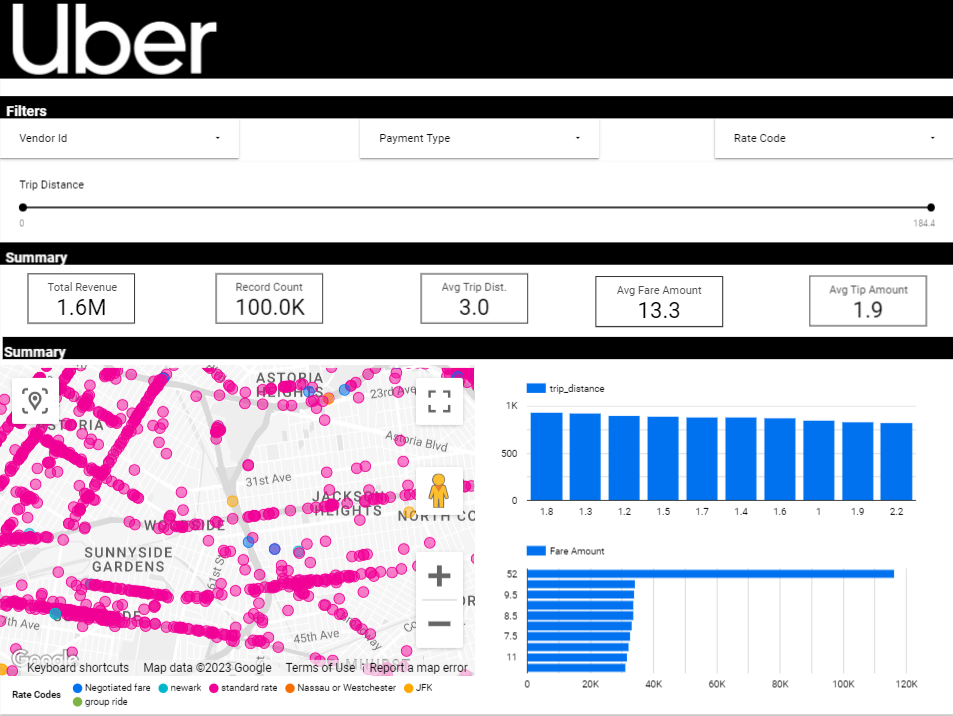 Uber
Filters
Vendor Id
Payment Type
Rate Code
Trip Distance
0
184.4
Summary
Total Revenue
1.6M
Record Count
100.0K
Avg Trip Dist.
3.0
Avg Fare Amount
13.3
Avg Tip Amount
1.9
Summary
ASTORIA
HEIGHTS
23rd Ave
STORIA
Astoria Blvd
31st Ave
JACKSON
HEIGHTS
NORTH CO
WOODSIDE
SUNNYSIDE
GARDENS
61st S
45th Ave
Google
Keyboard shortcuts
Map data ©2023 Google
Terms of Use
Report a map error
Rate Codes
Negotiated fare
newark
standard rate
Nassau or Westchester
JFK
group ride
trip_distance
1K
500
0
1.8 1.3 1.2 1.5 1.7 1.4 1.6 1 1.9 2.2
Fare Amount
52
9.5
8.5
7.5
11
0 20K 40K 60K 80K 100K 120K